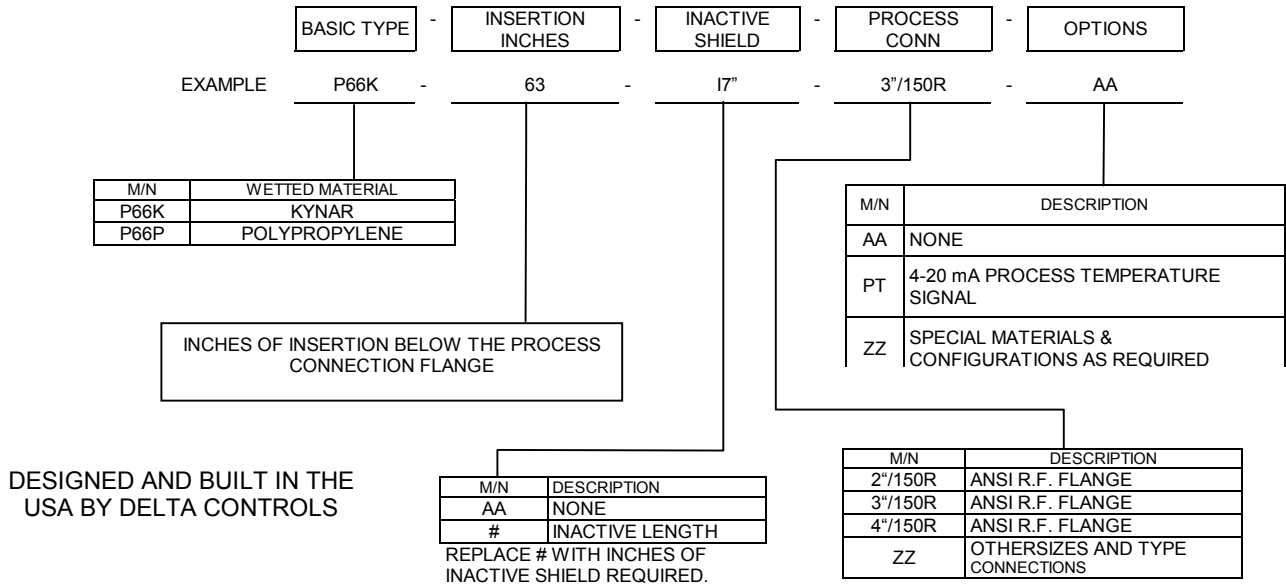 BASIC TYPE - INSERTION INCHES - INACTIVE SHIELD - PROCESS CONN - OPTIONS
EXAMPLE P66K - 63 - I7” - 3”/150R - AA
M/N WETTED MATERIAL
P66K KYNAR
P66P POLYPROPYLENE
M/N DESCRIPTION
AA NONE
PT 4-20 mA PROCESS TEMPERATURE
SIGNAL
ZZ SPECIAL MATERIALS &
CONFIGURATIONS AS REQUIRED
INCHES OF INSERTION BELOW THE PROCESS
CONNECTION FLANGE
DESIGNED AND BUILT IN THE
USA BY DELTA CONTROLS
M/N DESCRIPTION
AA NONE
# INACTIVE LENGTH
REPLACE # WITH INCHES OF
INACTIVE SHIELD REQUIRED.
M/N DESCRIPTION
2“/150R ANSI R.F. FLANGE
3“/150R ANSI R.F. FLANGE
4“/150R ANSI R.F. FLANGE
ZZ OTHERSIZES AND TYPE
CONNECTIONS